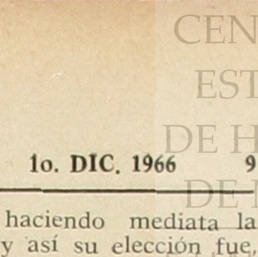 CEN
EST
DE H
1o. DIC. 1966 9
DE M
haciendo mediata la
y así su elección fue,